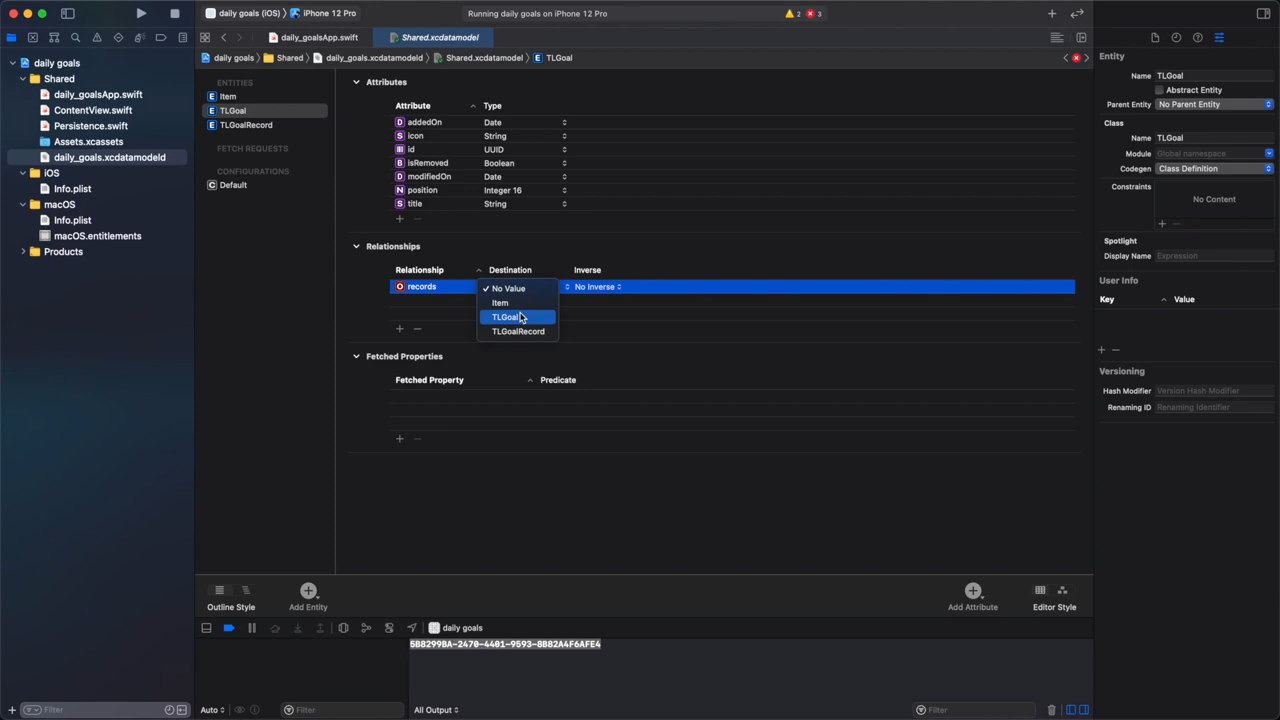 daily goals (iOS) 〉 iPhone 12 Pro
Running daily goals on iPhone 12 Pro
2 3
daily_goalsApp.swift
Shared.xcdatamodel
daily goals 〉 Shared 〉 daily_goals.xcdatamodeld 〉 Shared.xcdatamodel 〉 E TLGoal
daily goals
Shared
daily_goalsApp.swift
ContentView.swift
Persistence.swift
Assets.xcassets
daily_goals.xcdatamodeld
iOS
Info.plist
macOS
Info.plist
macOS.entitlements
Products
Filter
ENTITIES
E Item
E TLGoal
E TLGoalRecord
FETCH REQUESTS
CONFIGURATIONS
C Default
Attributes
Attribute Type
D addedOn Date
S icon String
id UUID
B isRemoved Boolean
D modifiedOn Date
N position Integer 16
S title String
+ −
Relationships
Relationship Destination Inverse
O records No Inverse
✓ No Value
Item
TLGoal
TLGoalRecord
+ −
Fetched Properties
Fetched Property Predicate
+ −
Outline Style
Add Entity
Add Attribute
Editor Style
daily goals
5B8299BA-2470-4401-9593-8B82A4F6AFE4
Auto
Filter
All Output
Filter
Entity
Name TLGoal
Abstract Entity
Parent Entity No Parent Entity
Class
Name TLGoal
Module Global namespace
Codegen Class Definition
Constraints
No Content
+ −
Spotlight
Display Name Expression
User Info
Key Value
+ −
Versioning
Hash Modifier Version Hash Modifier
Renaming ID Renaming Identifier